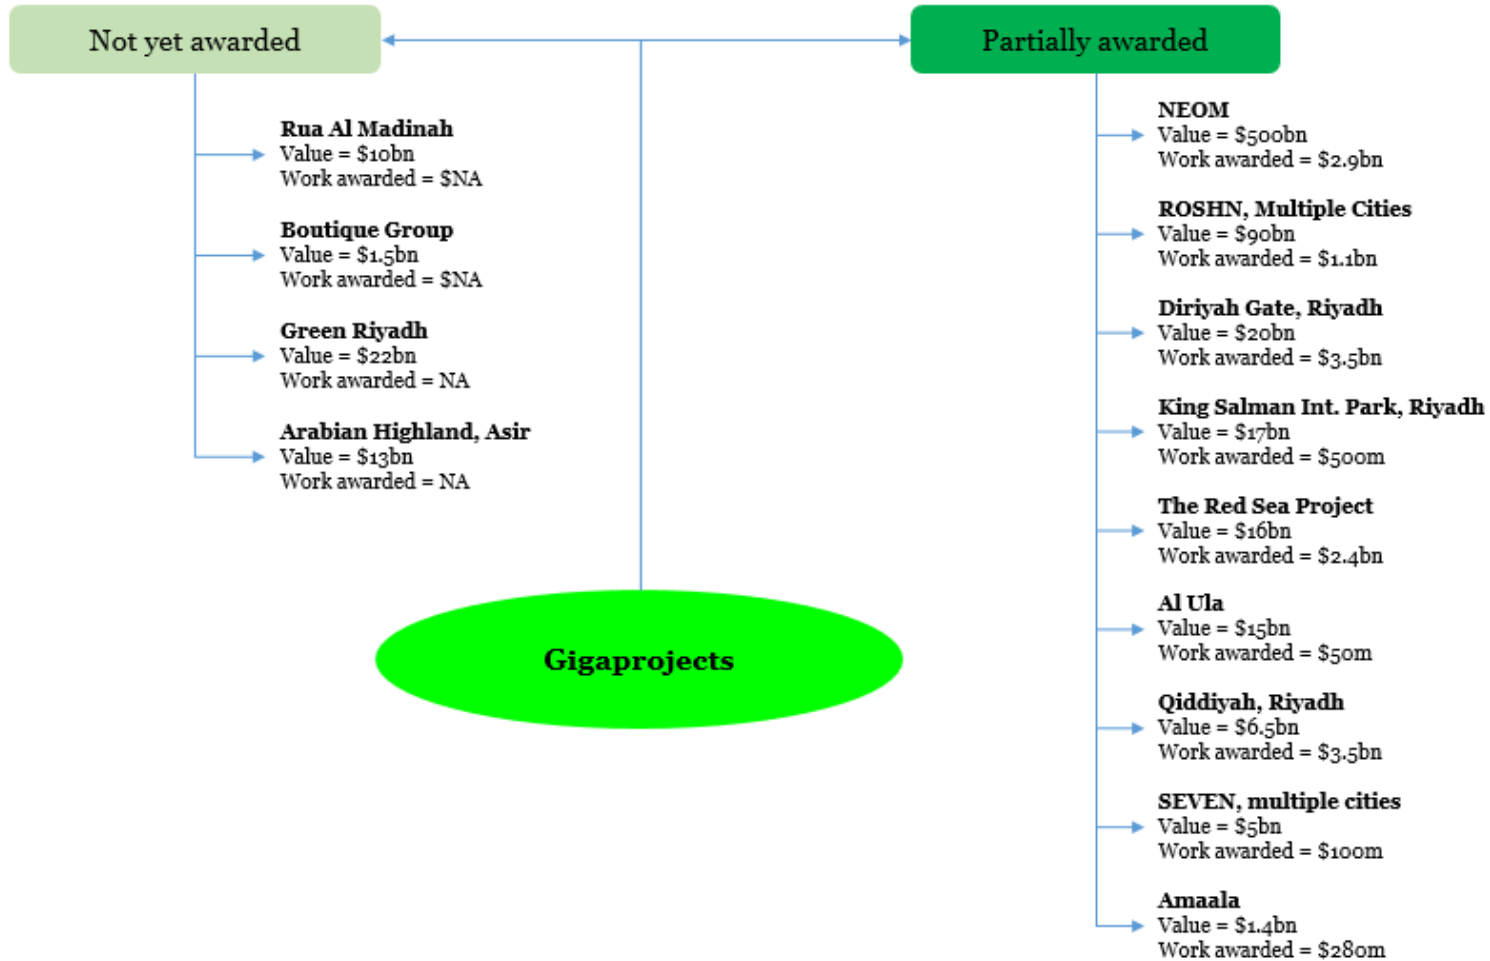 Not yet awarded
Rua Al Madinah
Value = $10bn
Work awarded = $NA
Boutique Group
Value = $1.5bn
Work awarded = $NA
Green Riyadh
Value = $22bn
Work awarded = NA
Arabian Highland, Asir
Value = $13bn
Work awarded = NA
Gigaprojects
Partially awarded
NEOM
Value = $500bn
Work awarded = $2.9bn
ROSHN, Multiple Cities
Value = $90bn
Work awarded = $1.1bn
Diriyah Gate, Riyadh
Value = $20bn
Work awarded = $3.5bn
King Salman Int. Park, Riyadh
Value = $17bn
Work awarded = $500m
The Red Sea Project
Value = $16bn
Work awarded = $2.4bn
Al Ula
Value = $15bn
Work awarded = $50m
Qiddiyah, Riyadh
Value = $6.5bn
Work awarded = $3.5bn
SEVEN, multiple cities
Value = $5bn
Work awarded = $100m
Amaala
Value = $1.4bn
Work awarded = $280m